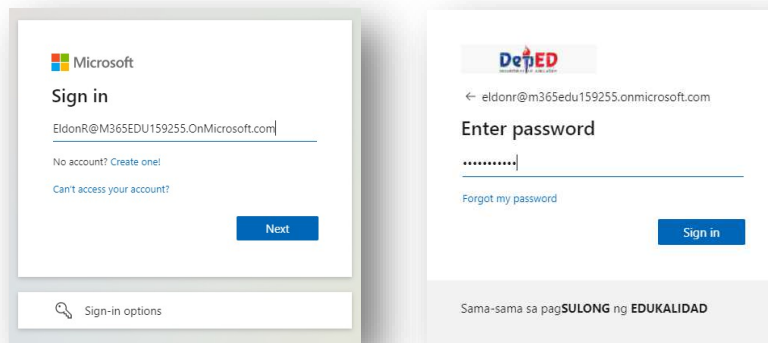 Microsoft
Sign in
EldonR@M365EDU159255.OnMicrosoft.com
No account? Create one!
Can't access your account?
Next
Sign-in options
DepED
← eldonr@m365edu159255.onmicrosoft.com
Enter password
•••••••••••
Forgot my password
Sign in
Sama-sama sa pagSULONG ng EDUKALIDAD